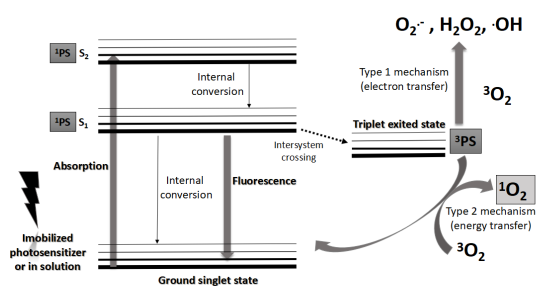 O₂·⁻ , H₂O₂, ·OH
¹PS S₂
Internal
conversion
Type 1 mechanism
(electron transfer)
³O₂
¹PS S₁
Triplet exited state
³PS
Intersystem
crossing
Absorption
Internal
conversion
Fluorescence
¹O₂
Type 2 mechanism
(energy transfer)
³O₂
Imobilized
photosensitizer
or in solution
Ground singlet state